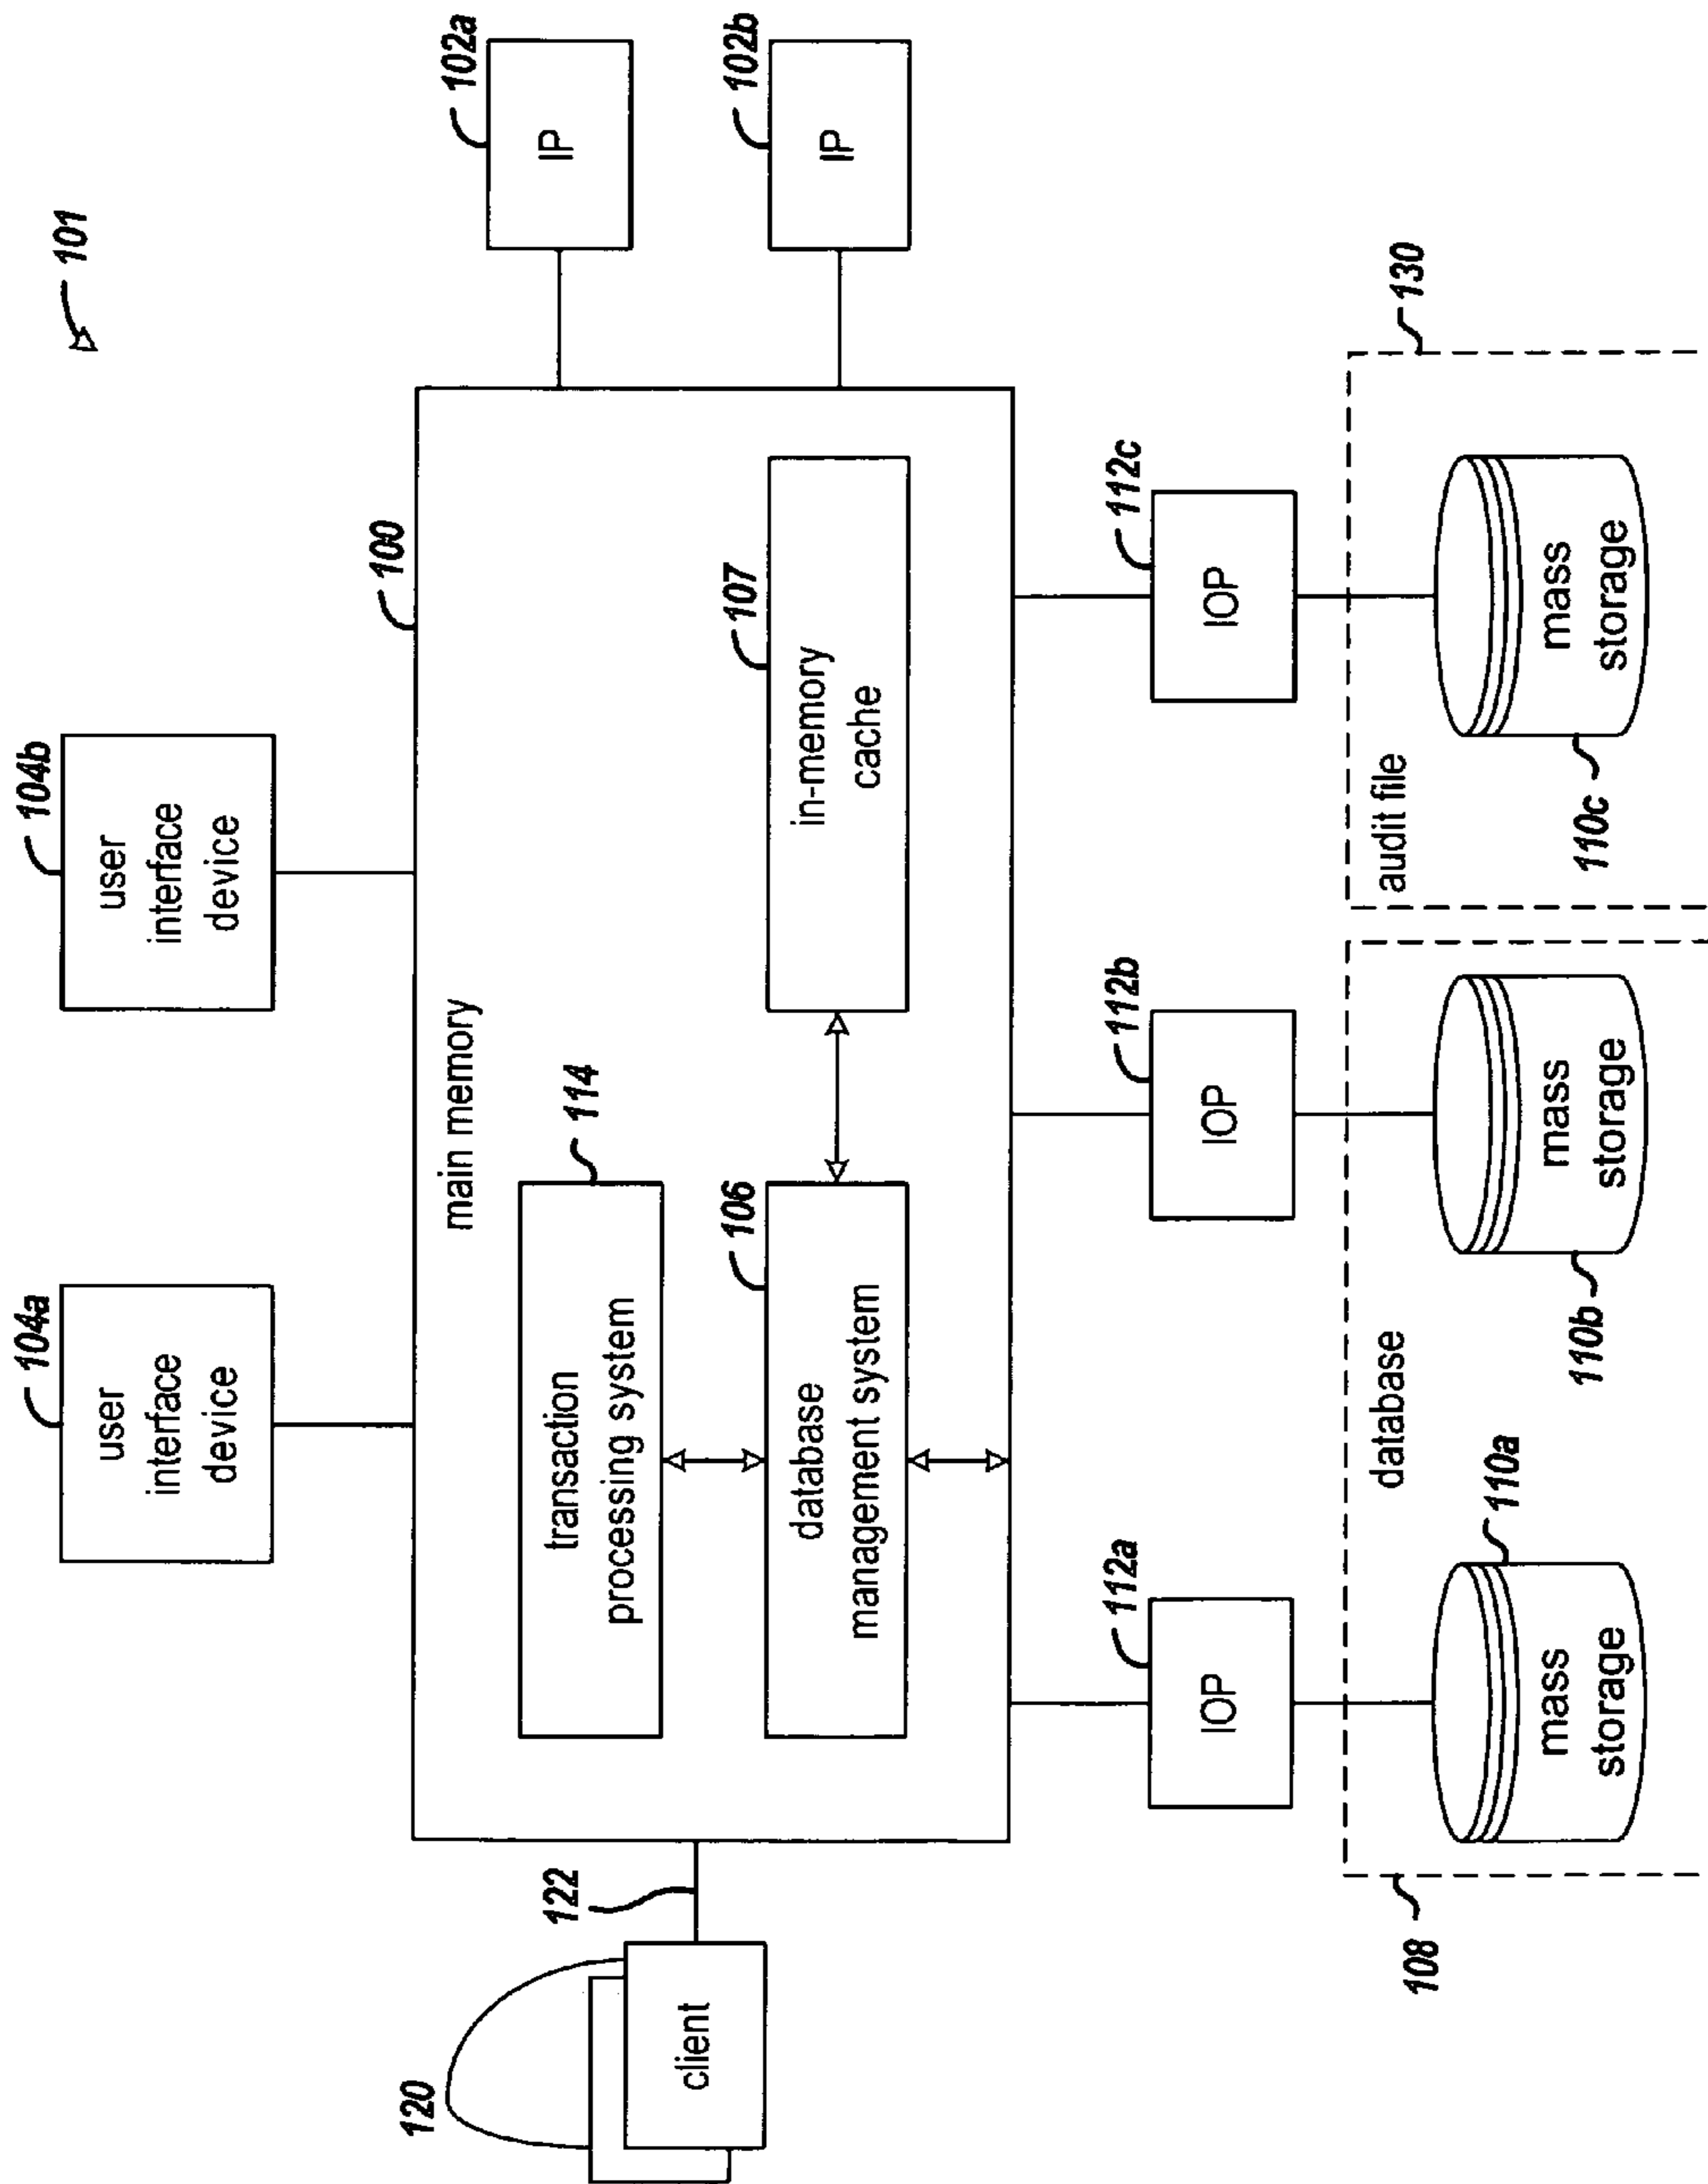 101
104a
user
interface
device
104b
user
interface
device
102a
IP
102b
IP
100
main memory
114
transaction
processing system
106
database
management system
107
in-memory
cache
120
client
122
112a
IOP
112b
IOP
112c
IOP
108
database
110a
mass
storage
110b
mass
storage
130
audit file
110c
mass
storage